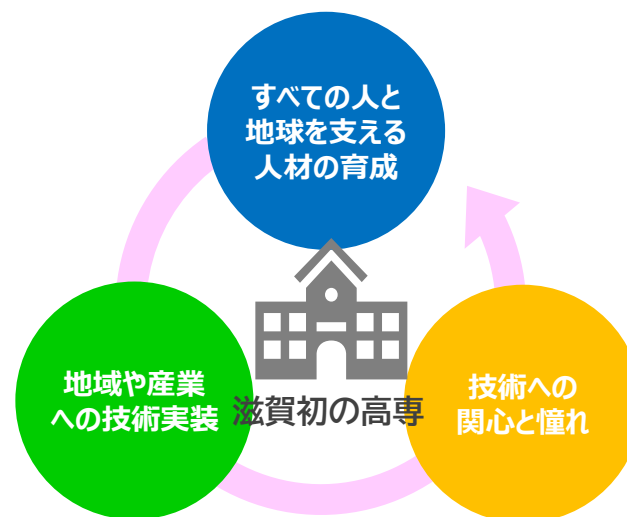 すべての人と
地球を支える
人材の育成
地域や産業
への技術実装
滋賀初の高専
技術への
関心と憧れ